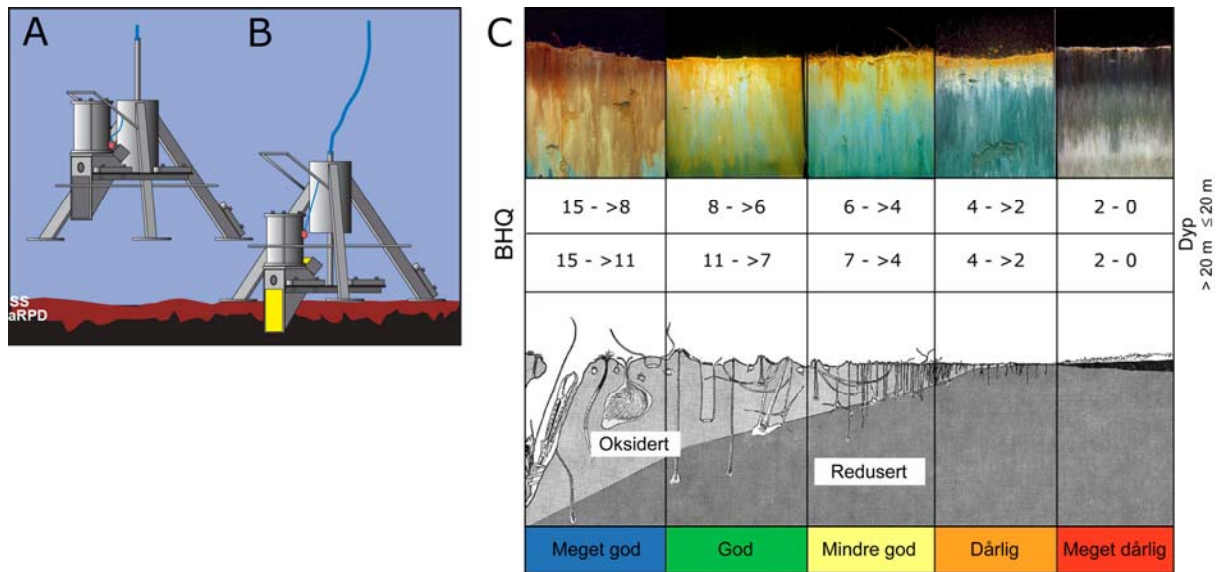 A
B
SS
aRPD
C
BHQ
15 - >8 8 - >6 6 - >4 4 - >2 2 - 0
15 - >11 11 - >7 7 - >4 4 - >2 2 - 0
Dyp
> 20 m ≤ 20 m
Oksidert
Redusert
Meget god God Mindre god Dårlig Meget dårlig